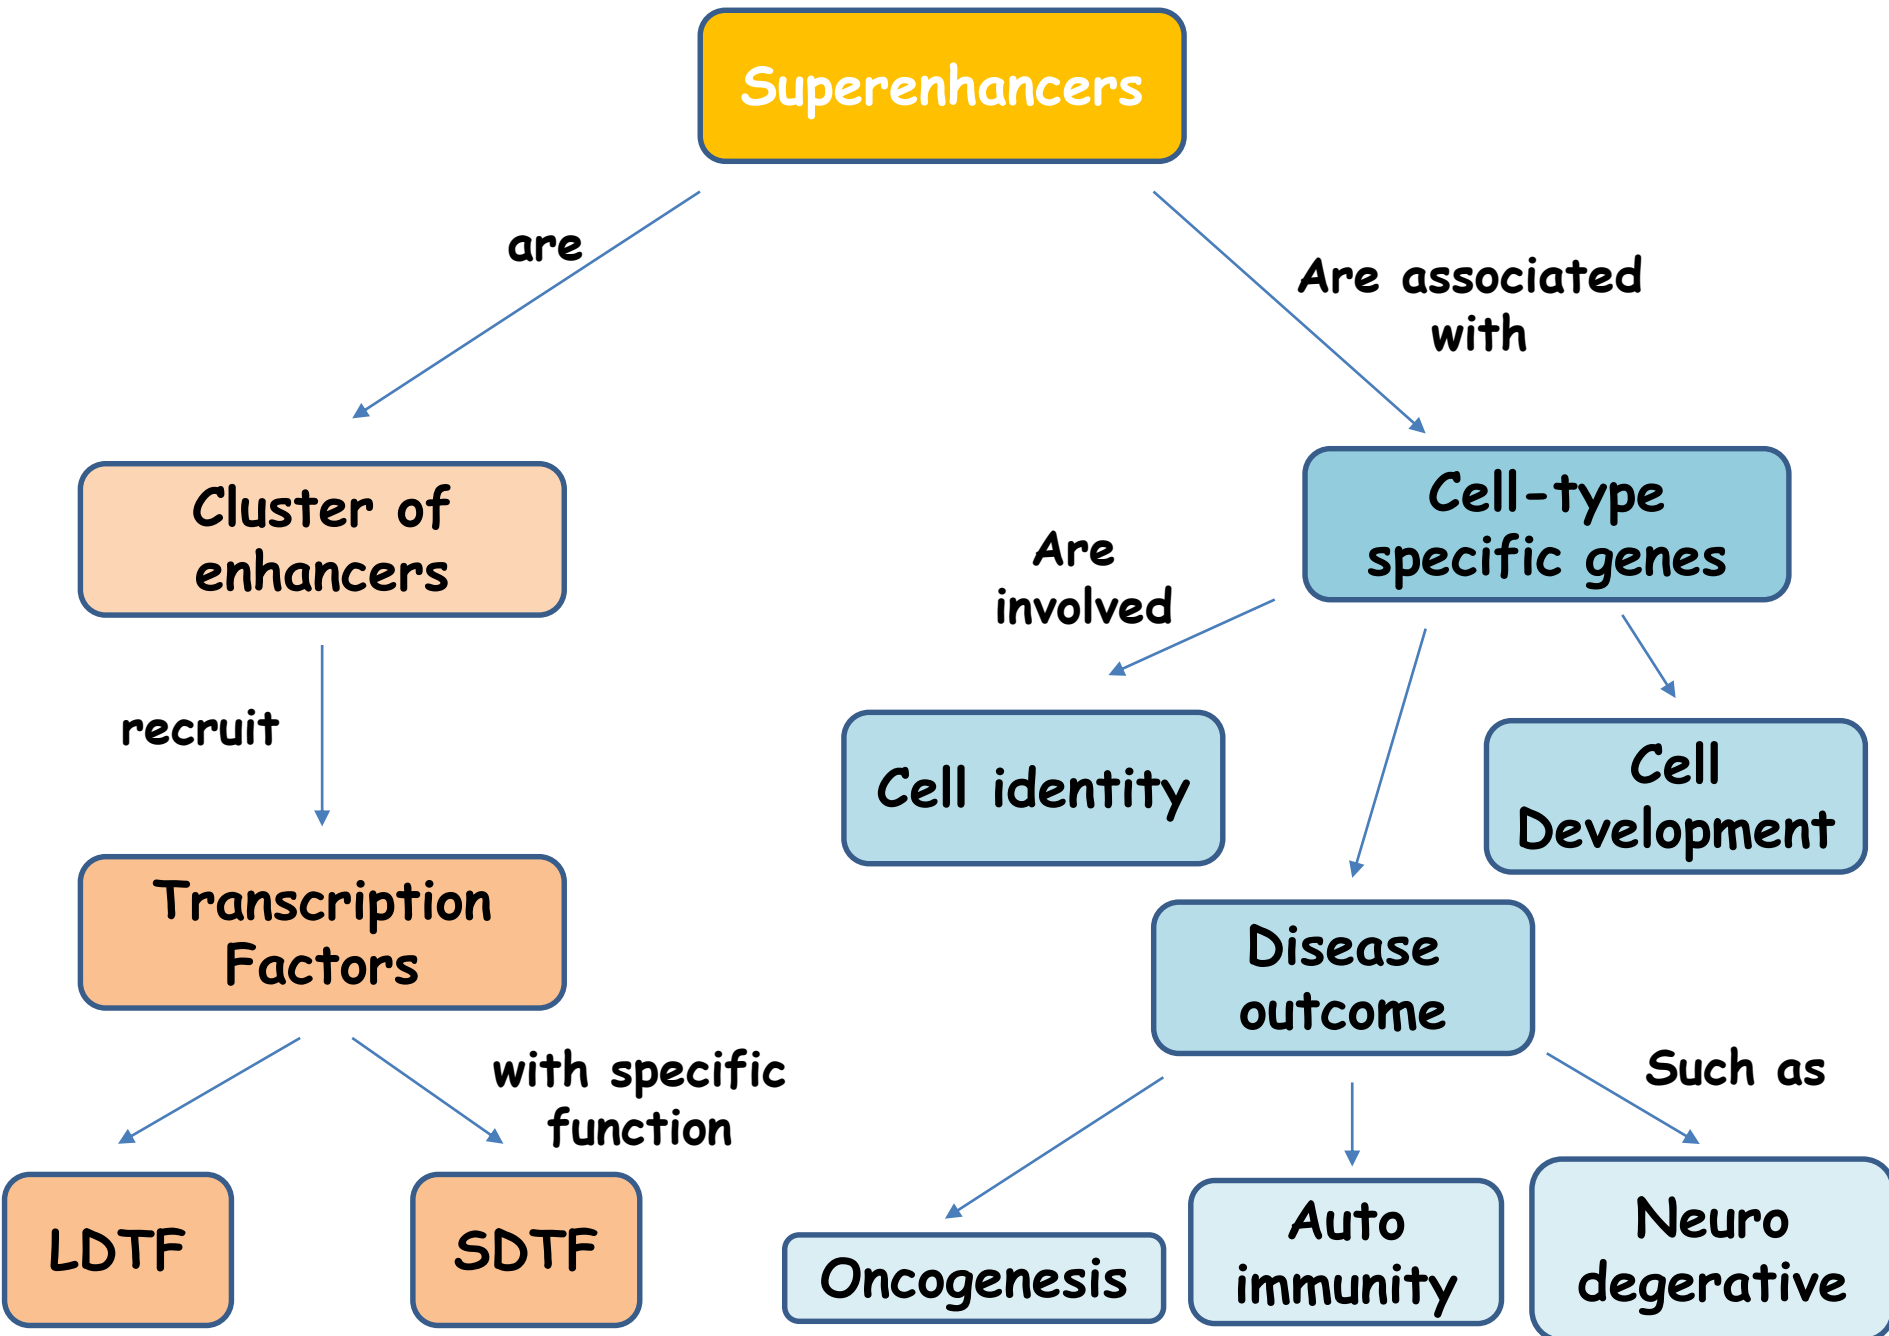 Superenhancers
are
Are associated
with
Cluster of
enhancers
Cell-type
specific genes
Are
involved
recruit
Cell identity
Cell
Development
Transcription
Factors
Disease
outcome
with specific
function
Such as
LDTF
SDTF
Oncogenesis
Auto
immunity
Neuro
degerative